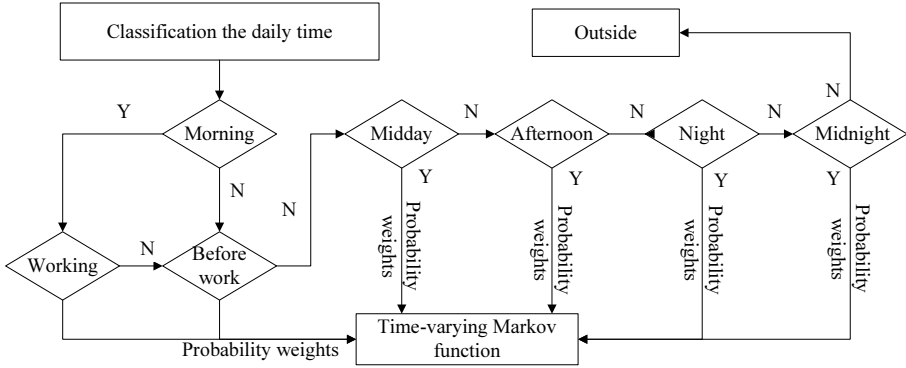 Classification the daily time
Outside
Y
Morning
N
Midday
N
Afternoon
N
Night
N
N
Midnight
N
Y
Y
Y
Y
Working
N
Before
work
Probability
weights
Probability
weights
Probability
weights
Probability
weights
Time-varying Markov
function
Probability weights